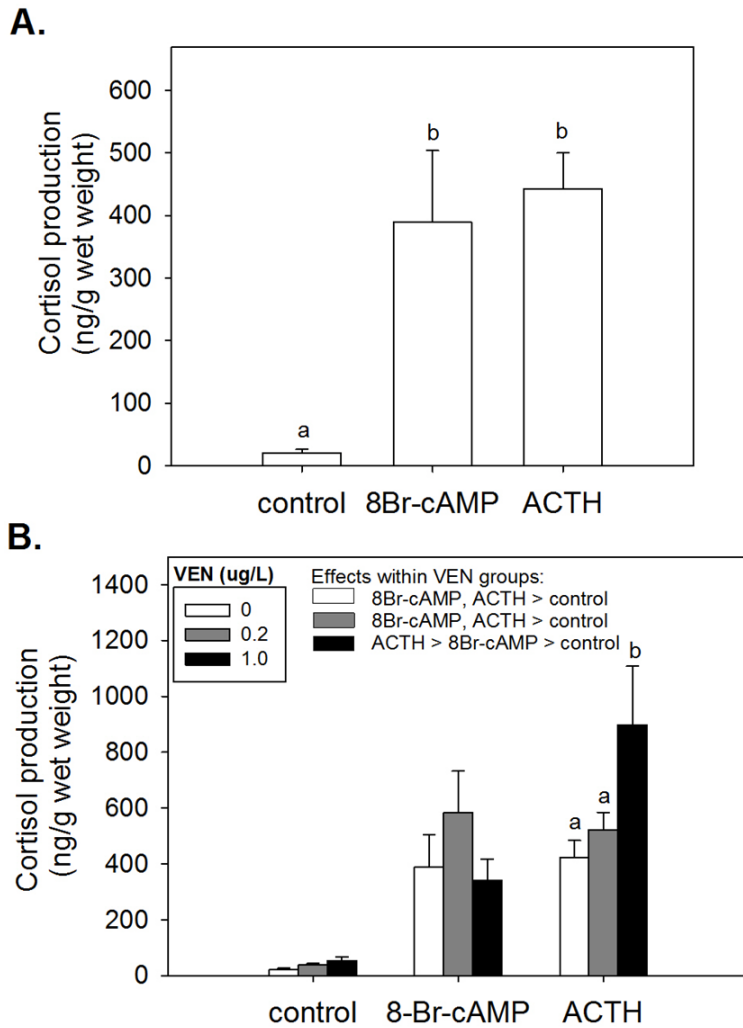 A.
Cortisol production
(ng/g wet weight)
600
500
400
300
200
100
0
a
b
b
control 8Br-cAMP ACTH
B.
Cortisol production
(ng/g wet weight)
1400
1200
1000
800
600
400
200
0
VEN (ug/L)
0
0.2
1.0
Effects within VEN groups:
8Br-cAMP, ACTH > control
8Br-cAMP, ACTH > control
ACTH > 8Br-cAMP > control
a
a
b
control 8-Br-cAMP ACTH